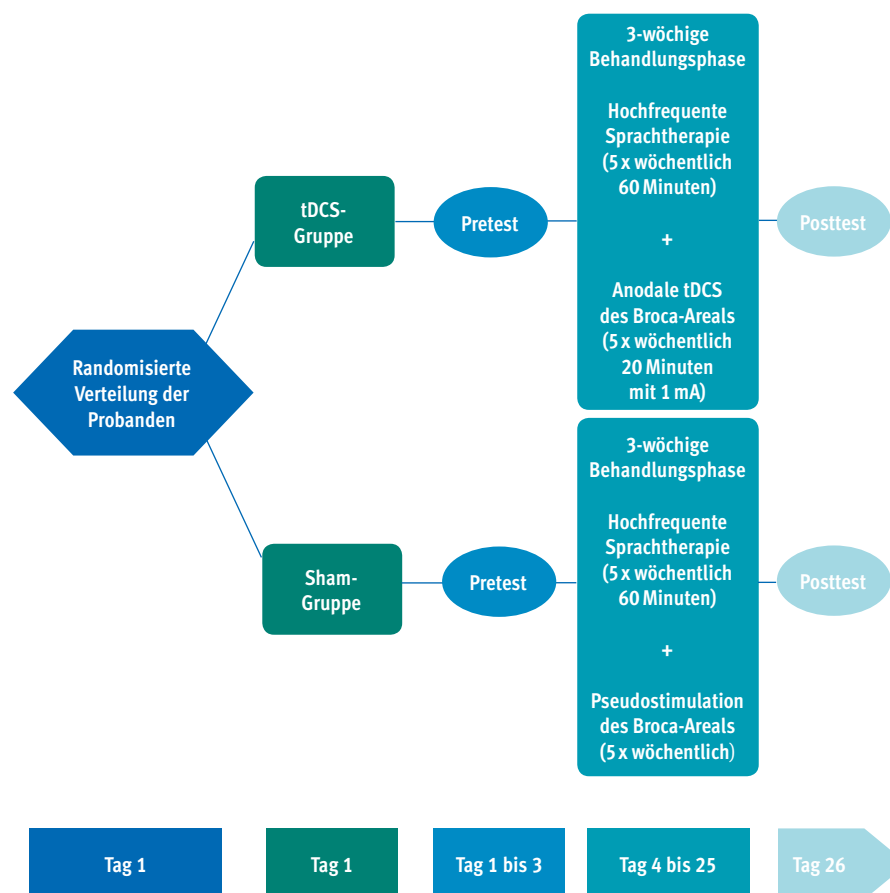 Randomisierte
Verteilung der
Probanden
tDCS-
Gruppe
Pretest
3-wöchige
Behandlungsphase
Hochfrequente
Sprachtherapie
(5 x wöchentlich
60 Minuten)
+
Anodale tDCS
des Broca-Areals
(5 x wöchentlich
20 Minuten
mit 1 mA)
Posttest
Sham-
Gruppe
Pretest
3-wöchige
Behandlungsphase
Hochfrequente
Sprachtherapie
(5 x wöchentlich
60 Minuten)
+
Pseudostimulation
des Broca-Areals
(5 x wöchentlich)
Posttest
Tag 1
Tag 1
Tag 1 bis 3
Tag 4 bis 25
Tag 26